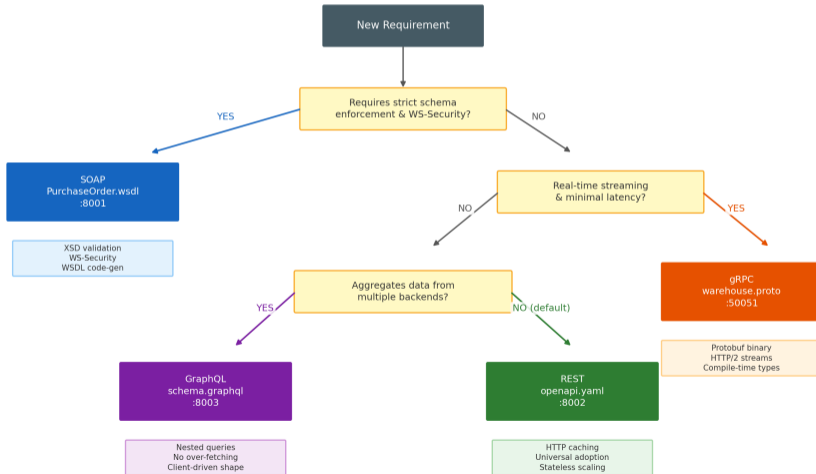 New Requirement
Requires strict schema
enforcement & WS-Security?
YES
NO
SOAP
PurchaseOrder.wsdl
:8001
Real-time streaming
& minimal latency?
NO
YES
XSD validation
WS-Security
WSDL code-gen
Aggregates data from
multiple backends?
gRPC
warehouse.proto
:50051
YES
NO (default)
Protobuf binary
HTTP/2 streams
Compile-time types
GraphQL
schema.graphql
:8003
REST
openapi.yaml
:8002
Nested queries
No over-fetching
Client-driven shape
HTTP caching
Universal adoption
Stateless scaling